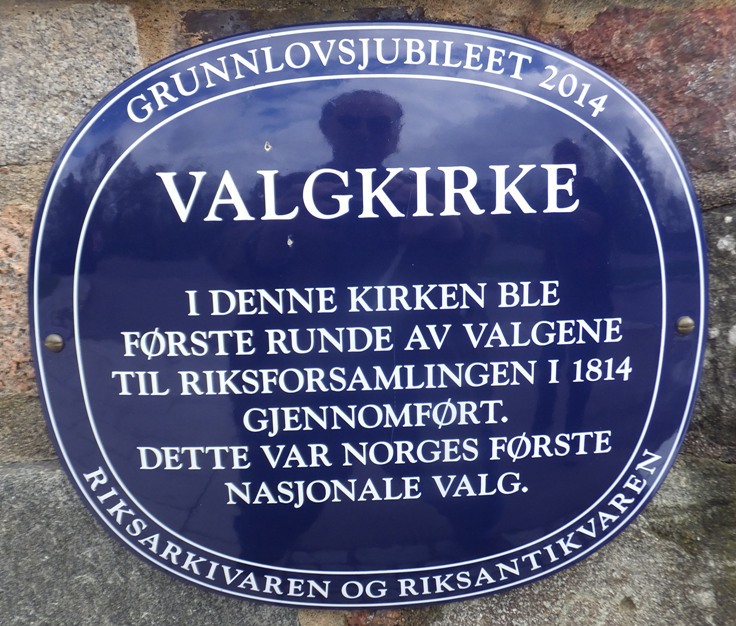 GRUNNLOVSJUBILEET 2014
VALGKIRKE
I DENNE KIRKEN BLE
FØRSTE RUNDE AV VALGENE
TIL RIKSFORSAMLINGEN I 1814
GJENNOMFØRT.
DETTE VAR NORGES FØRSTE
NASJONALE VALG.
RIKSARKIVAREN OG RIKSANTIKVAREN